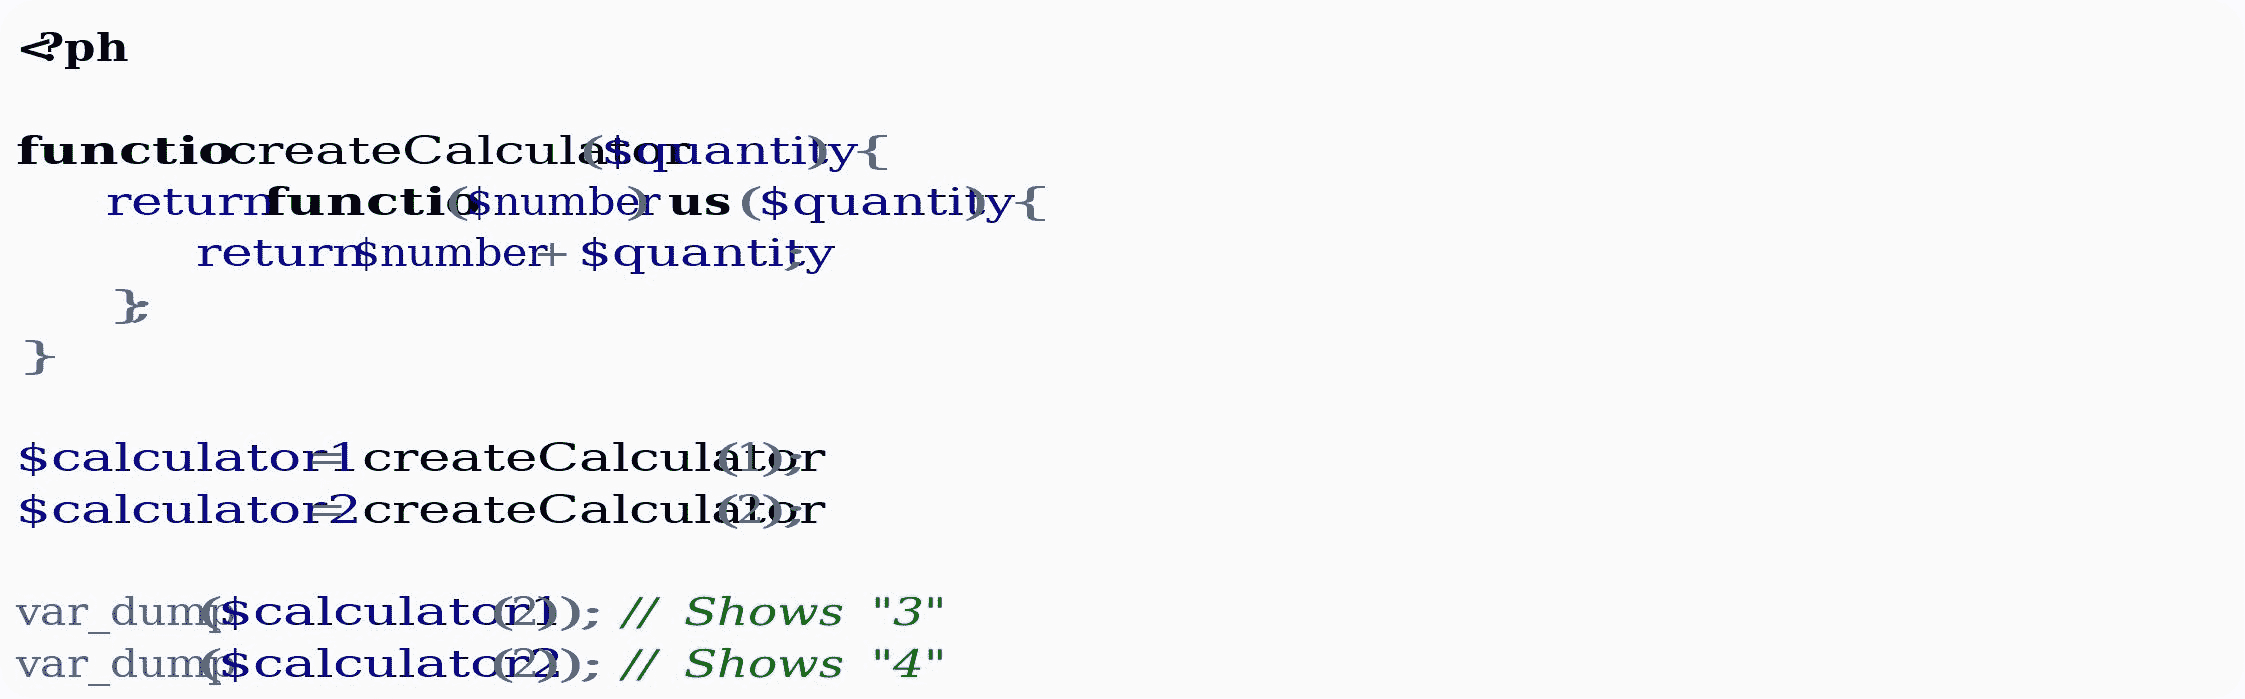 <?ph
functio createCalculator($quantity) {
return functio($number) us ($quantity) {
return $number + $quantity;
};
}
$calculator1 = createCalculator(1);
$calculator2 = createCalculator(2);
var_dump($calculator1(2)); // Shows "3"
var_dump($calculator2(2)); // Shows "4"